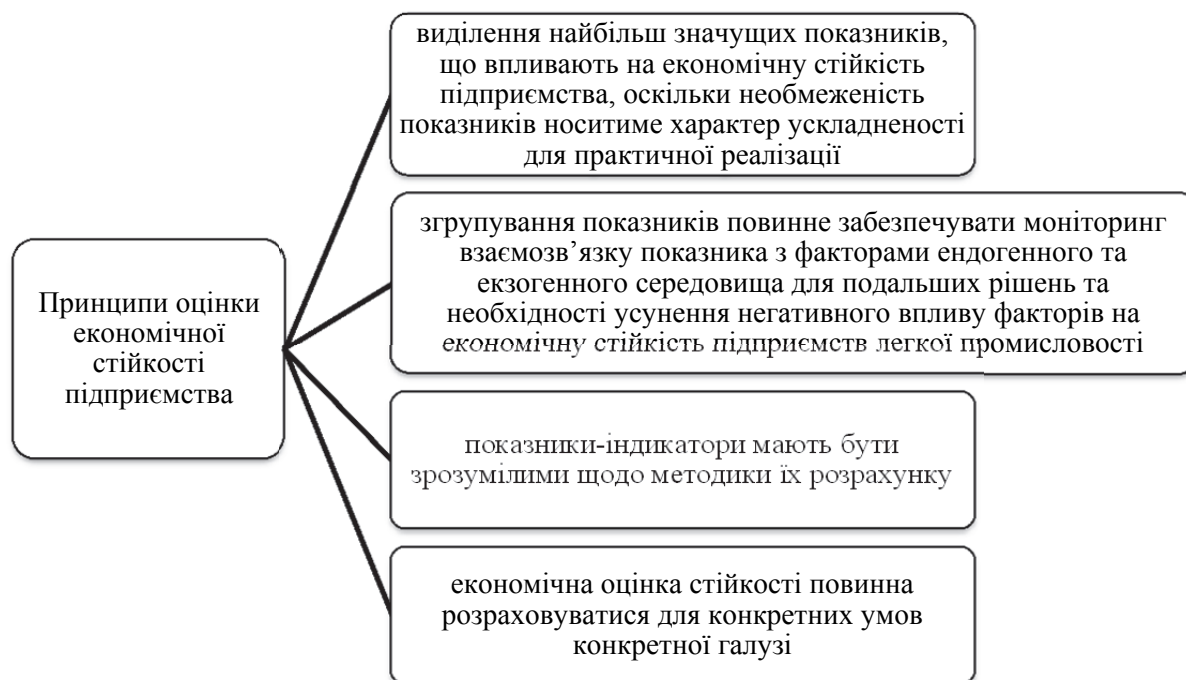 Принципи оцінки
економічної
стійкості
підприємства
виділення найбільш значущих показників,
що впливають на економічну стійкість
підприємства, оскільки необмеженість
показників носитиме характер ускладненості
для практичної реалізації
згрупування показників повинне забезпечувати моніторинг
взаємозв’язку показника з факторами ендогенного та
екзогенного середовища для подальших рішень та
необхідності усунення негативного впливу факторів на
економічну стійкість підприємств легкої промисловості
показники-індикатори мають бути
зрозумілими щодо методики їх розрахунку
економічна оцінка стійкості повинна
розраховуватися для конкретних умов
конкретної галузі